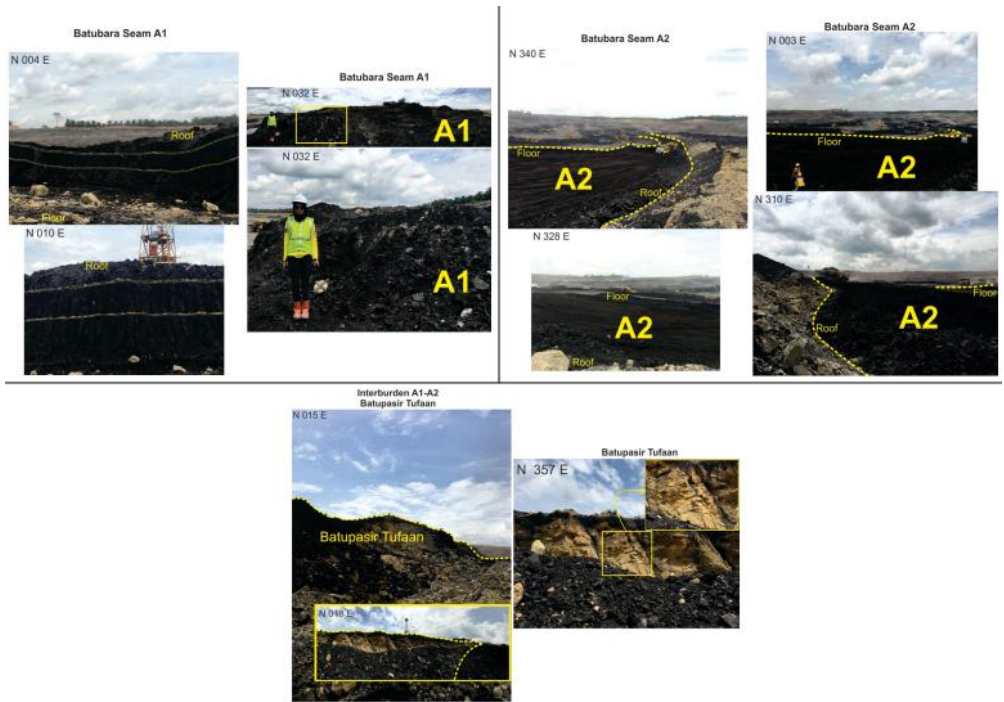 Batubara Seam A1
N 004 E
Roof
Floor
N 010 E
Roof
Batubara Seam A1
N 032 E
A1
N 032 E
A1
Batubara Seam A2
N 340 E
Floor
A2
Roof
N 328 E
Floor
A2
Roof
Batubara Seam A2
N 003 E
Floor
A2
N 310 E
Floor
A2
Roof
Interburden A1-A2
Batupasir Tufaan
N 015 E
Batupasir Tufaan
N 018 E
Batupasir Tufaan
N 357 E